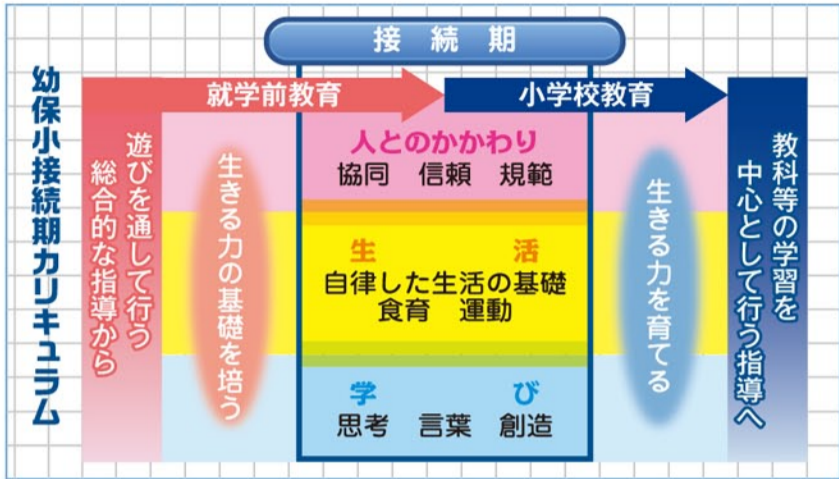 幼保小接続期カリキュラム
接続期
就学前教育
小学校教育
遊びを通して行う
総合的な指導から
生きる力の基礎を培う
人とのかかわり
協同 信頼 規範
生活
自律した生活の基礎
食育 運動
学び
思考 言葉 創造
生きる力を育てる
教科等の学習を
中心として行う指導へ